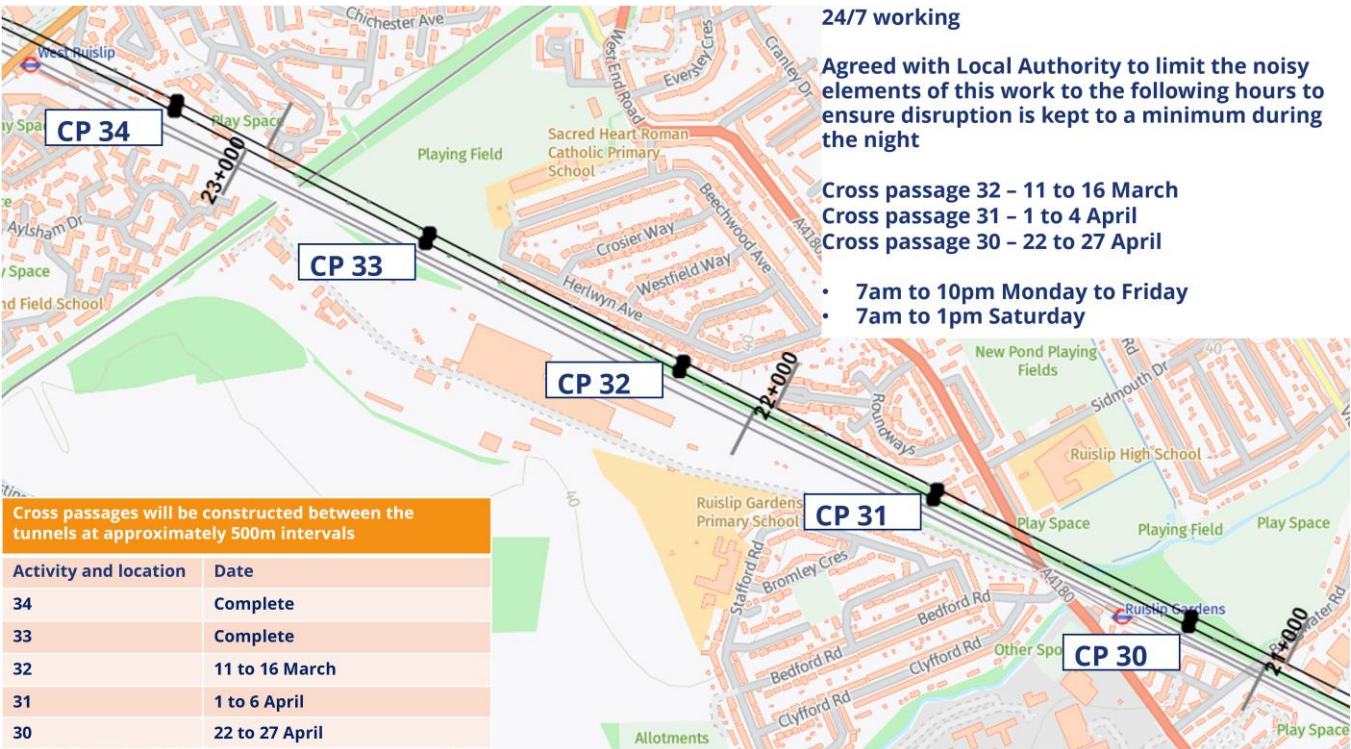 24/7 working
Agreed with Local Authority to limit the noisy
elements of this work to the following hours to
ensure disruption is kept to a minimum during
the night
Cross passage 32 – 11 to 16 March
Cross passage 31 – 1 to 4 April
Cross passage 30 – 22 to 27 April
• 7am to 10pm Monday to Friday
• 7am to 1pm Saturday
Chichester Ave
West Ruislip
West End Road
Eversley Cres
Cranley Dr
CP 34
Play Space
23+000
Playing Field
Sacred Heart Roman
Catholic Primary
School
Aylsham Dr
Beechwood Ave
A4180
Crosier Way
Westfield Way
Herlwyn Ave
CP 33
Space
Field School
40
CP 32
22+000
New Pond Playing
Fields
Rd
40
Sidmouth Dr
Roundways
Ruislip High School
40
Ruislip Gardens
Primary School
CP 31
Play Space
Playing Field
Play Space
Stafford Rd
Bromley Cres
A4180
Bedford Rd
Ruislip Gardens
Bedford Rd
Clyfford Rd
Other
CP 30
21+000
Clyfford Rd
Allotments
Play Space
Cross passages will be constructed between the
tunnels at approximately 500m intervals
Activity and location Date
34 Complete
33 Complete
32 11 to 16 March
31 1 to 6 April
30 22 to 27 April